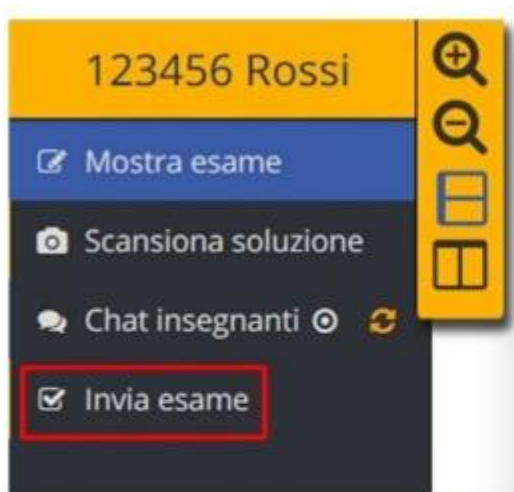 123456 Rossi
Mostra esame
Scansiona soluzione
Chat insegnanti
Invia esame